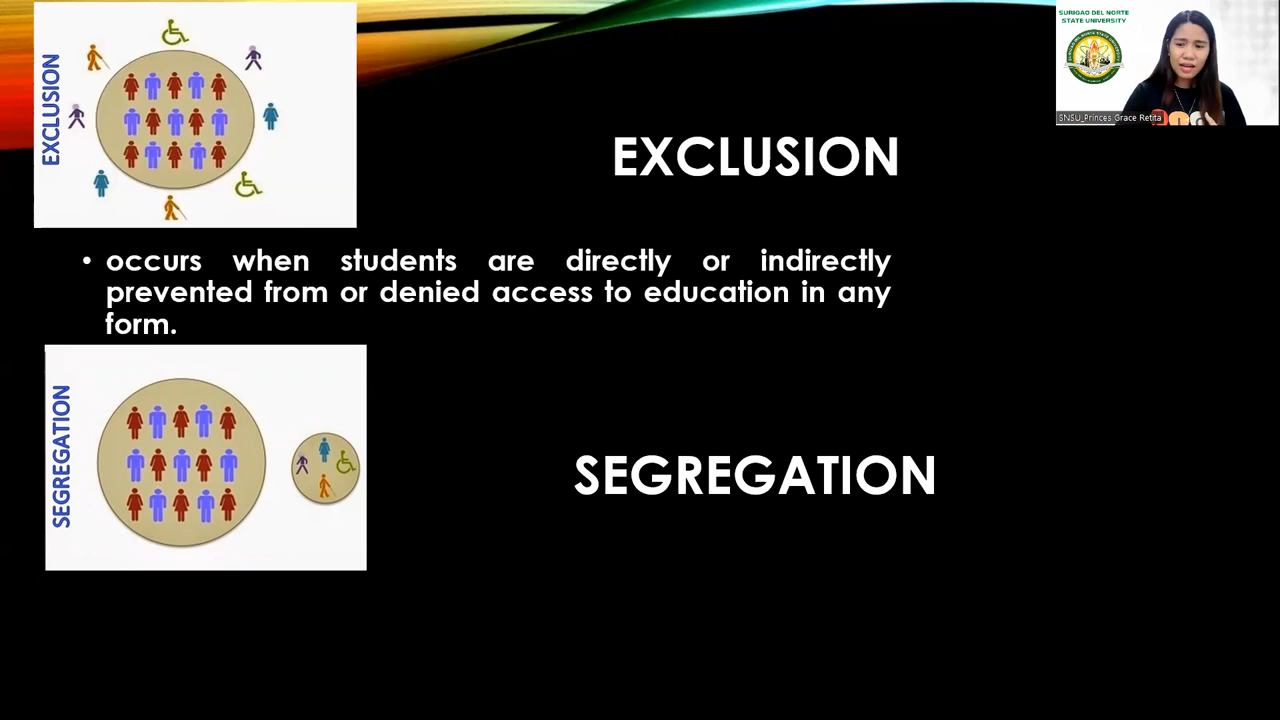 EXCLUSION
EXCLUSION
• occurs when students are directly or indirectly
prevented from or denied access to education in any
form.
SEGREGATION
SEGREGATION
SURIGAO DEL NORTE
STATE UNIVERSITY
SNSU_Princes Grace Retita